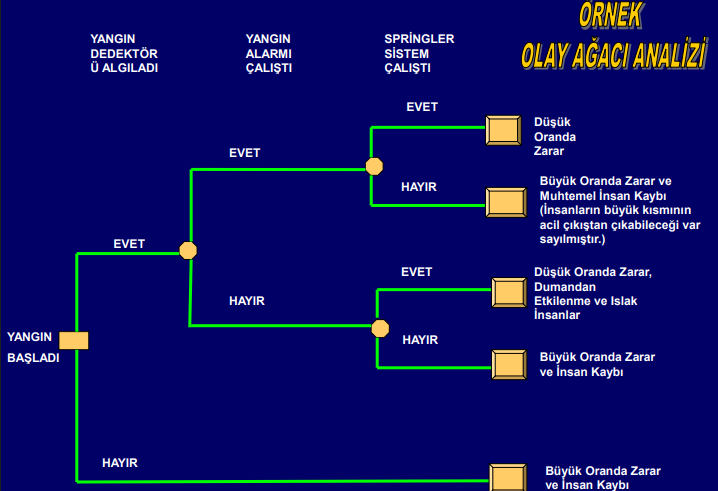 ÖRNEK
OLAY AĞACI ANALİZİ
YANGIN
DEDEKTÖR
Ü ALGILADI
YANGIN
ALARMI
ÇALIŞTI
SPRİNGLER
SİSTEM
ÇALIŞTI
EVET
Düşük
Oranda
Zarar
EVET
HAYIR
Büyük Oranda Zarar ve
Muhtemel İnsan Kaybı
(İnsanların büyük kısmının
acil çıkıştan çıkabileceği var
sayılmıştır.)
EVET
EVET
Düşük Oranda Zarar,
Dumandan
Etkilenme ve Islak
İnsanlar
HAYIR
HAYIR
YANGIN
BAŞLADI
Büyük Oranda Zarar
ve İnsan Kaybı
HAYIR
Büyük Oranda Zarar
ve İnsan Kaybı